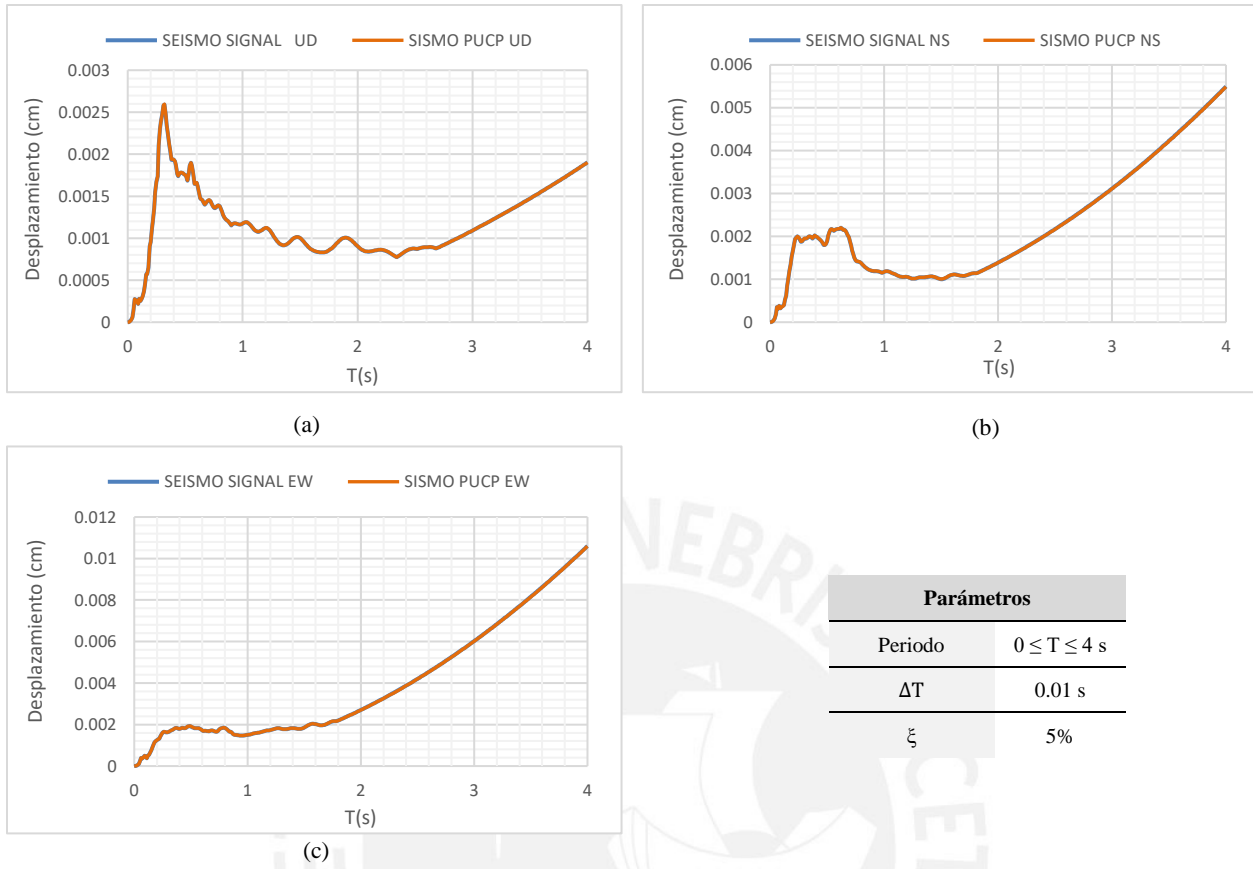 SEISMO SIGNAL UD SISMO PUCP UD
Desplazamiento (cm)
0.003
0.0025
0.002
0.0015
0.001
0.0005
0
0 1 2 3 4
T(s)
(a)
SEISMO SIGNAL NS SISMO PUCP NS
Desplazamiento (cm)
0.006
0.005
0.004
0.003
0.002
0.001
0
0 1 2 3 4
T(s)
(b)
SEISMO SIGNAL EW SISMO PUCP EW
Desplazamiento (cm)
0.012
0.01
0.008
0.006
0.004
0.002
0
0 1 2 3 4
T(s)
(c)
Parámetros
Periodo 0 ≤ T ≤ 4 s
ΔT 0.01 s
ξ 5%